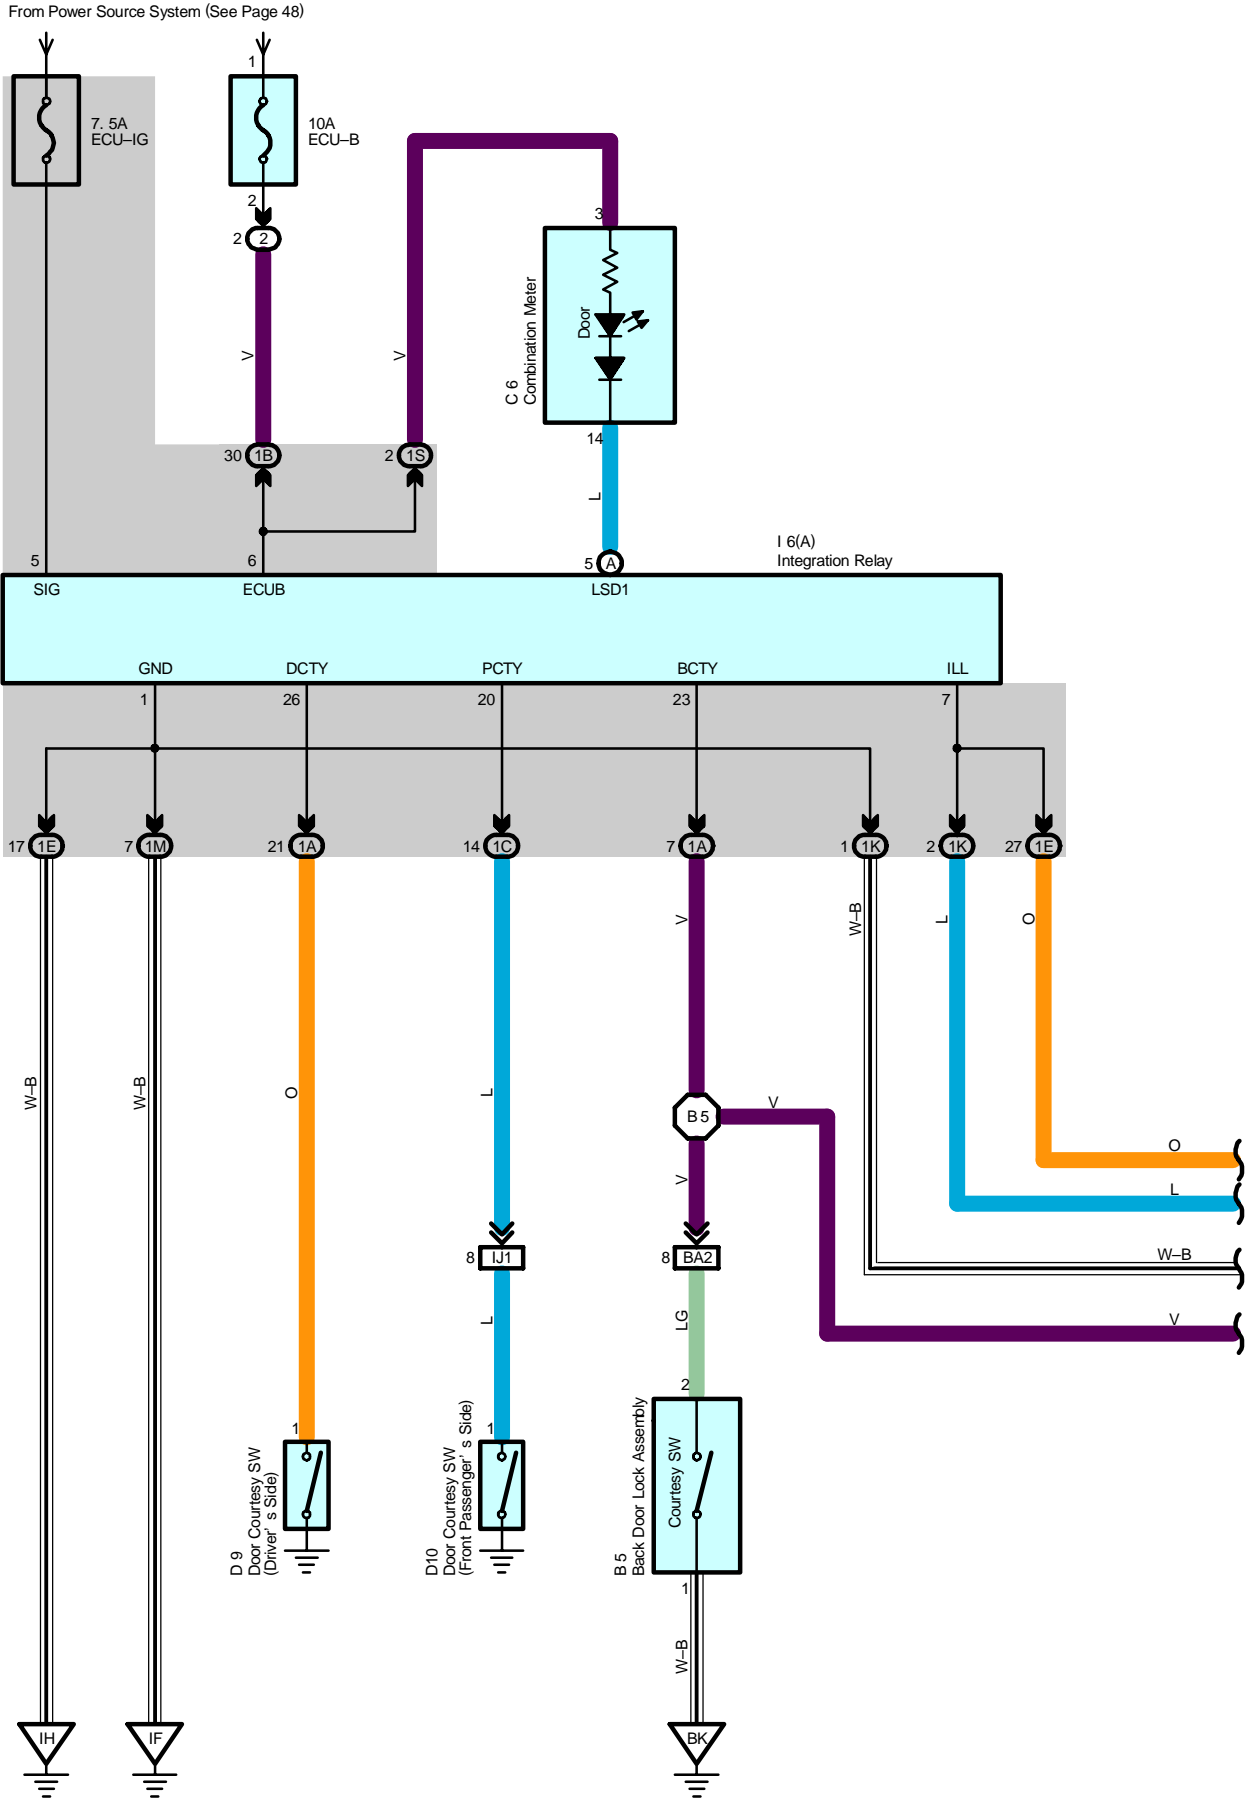 From Power Source System (See Page 48)
1
7. 5A
ECU–IG
10A
ECU–B
2
2 2
3
Door
C 6
Combination Meter
V
V
14
30 1B
2 1S
L
5
6
5 A
I 6(A)
Integration Relay
SIG
ECUB
LSD1
GND
DCTY
PCTY
BCTY
ILL
1
26
20
23
7
17 1E
7 1M
21 1A
14 1C
7 1A
1 1K
2 1K
27 1E
V
W–B
L
O
W–B
W–B
O
L
B 5
V
O
V
L
8 IJ1
8 BA2
W–B
L
LG
V
2
1
1
D 9
Door Courtesy SW
(Driver' s Side)
D10
Door Courtesy SW
(Front Passenger' s Side)
B 5
Back Door Lock Assembly
Courtesy SW
1
W–B
IH
IF
BK